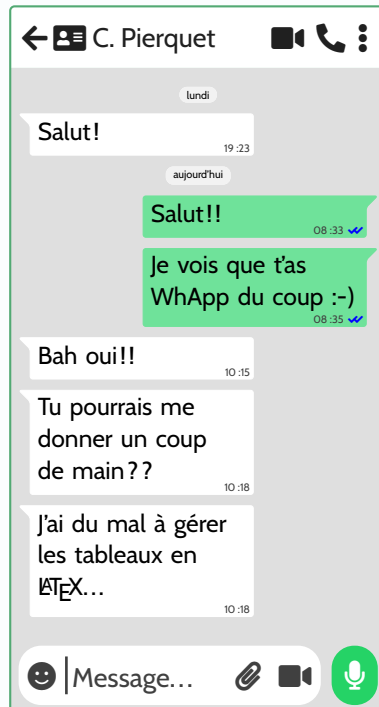 C. Pierquet
lundi
Salut!
19 :23
aujourd'hui
Salut!!
08 :33
Je vois que t'as
WhApp du coup :-)
08 :35
Bah oui!!
10 :15
Tu pourrais me
donner un coup
de main??
10 :18
J'ai du mal à gérer
les tableaux en
LATEX...
10 :18
Message...